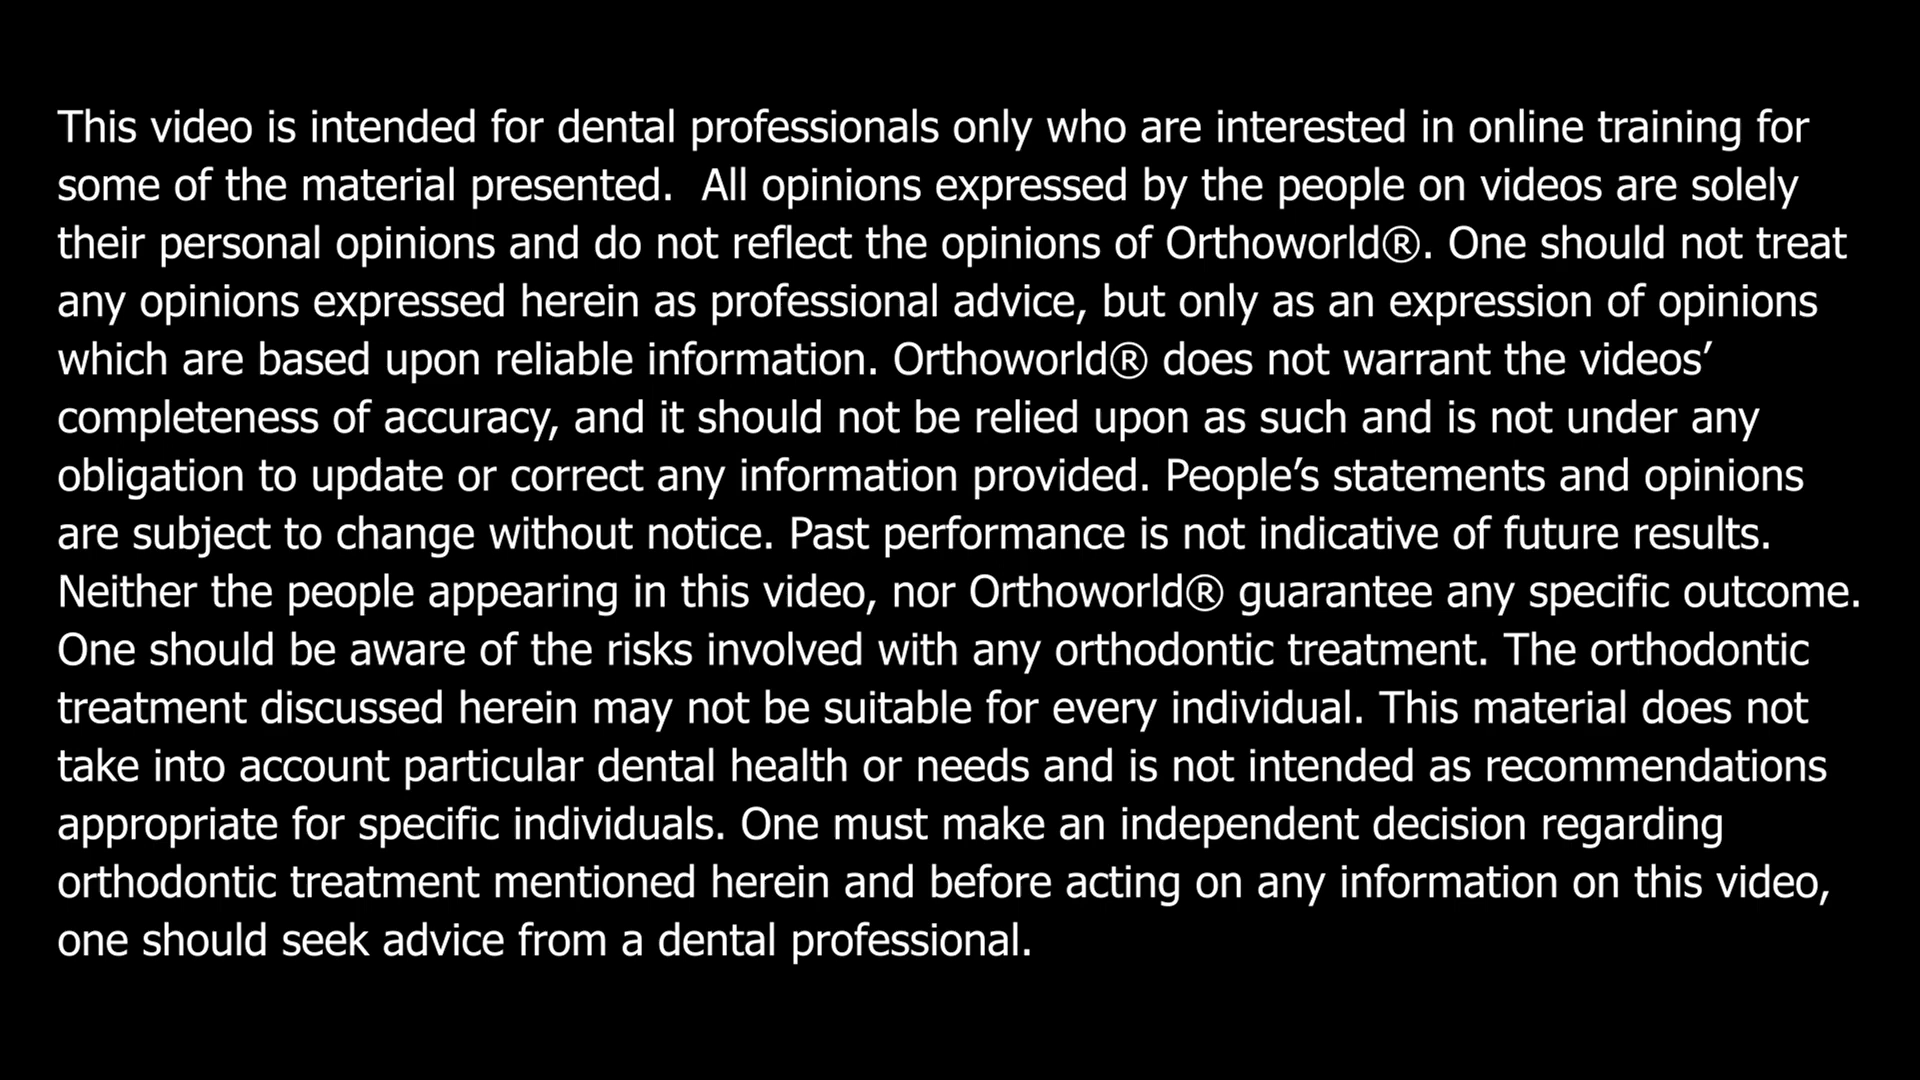 This video is intended for dental professionals only who are interested in online training for
some of the material presented.  All opinions expressed by the people on videos are solely
their personal opinions and do not reflect the opinions of Orthoworld®. One should not treat
any opinions expressed herein as professional advice, but only as an expression of opinions
which are based upon reliable information. Orthoworld® does not warrant the videos’
completeness of accuracy, and it should not be relied upon as such and is not under any
obligation to update or correct any information provided. People’s statements and opinions
are subject to change without notice. Past performance is not indicative of future results.
Neither the people appearing in this video, nor Orthoworld® guarantee any specific outcome.
One should be aware of the risks involved with any orthodontic treatment. The orthodontic
treatment discussed herein may not be suitable for every individual. This material does not
take into account particular dental health or needs and is not intended as recommendations
appropriate for specific individuals. One must make an independent decision regarding
orthodontic treatment mentioned herein and before acting on any information on this video,
one should seek advice from a dental professional.